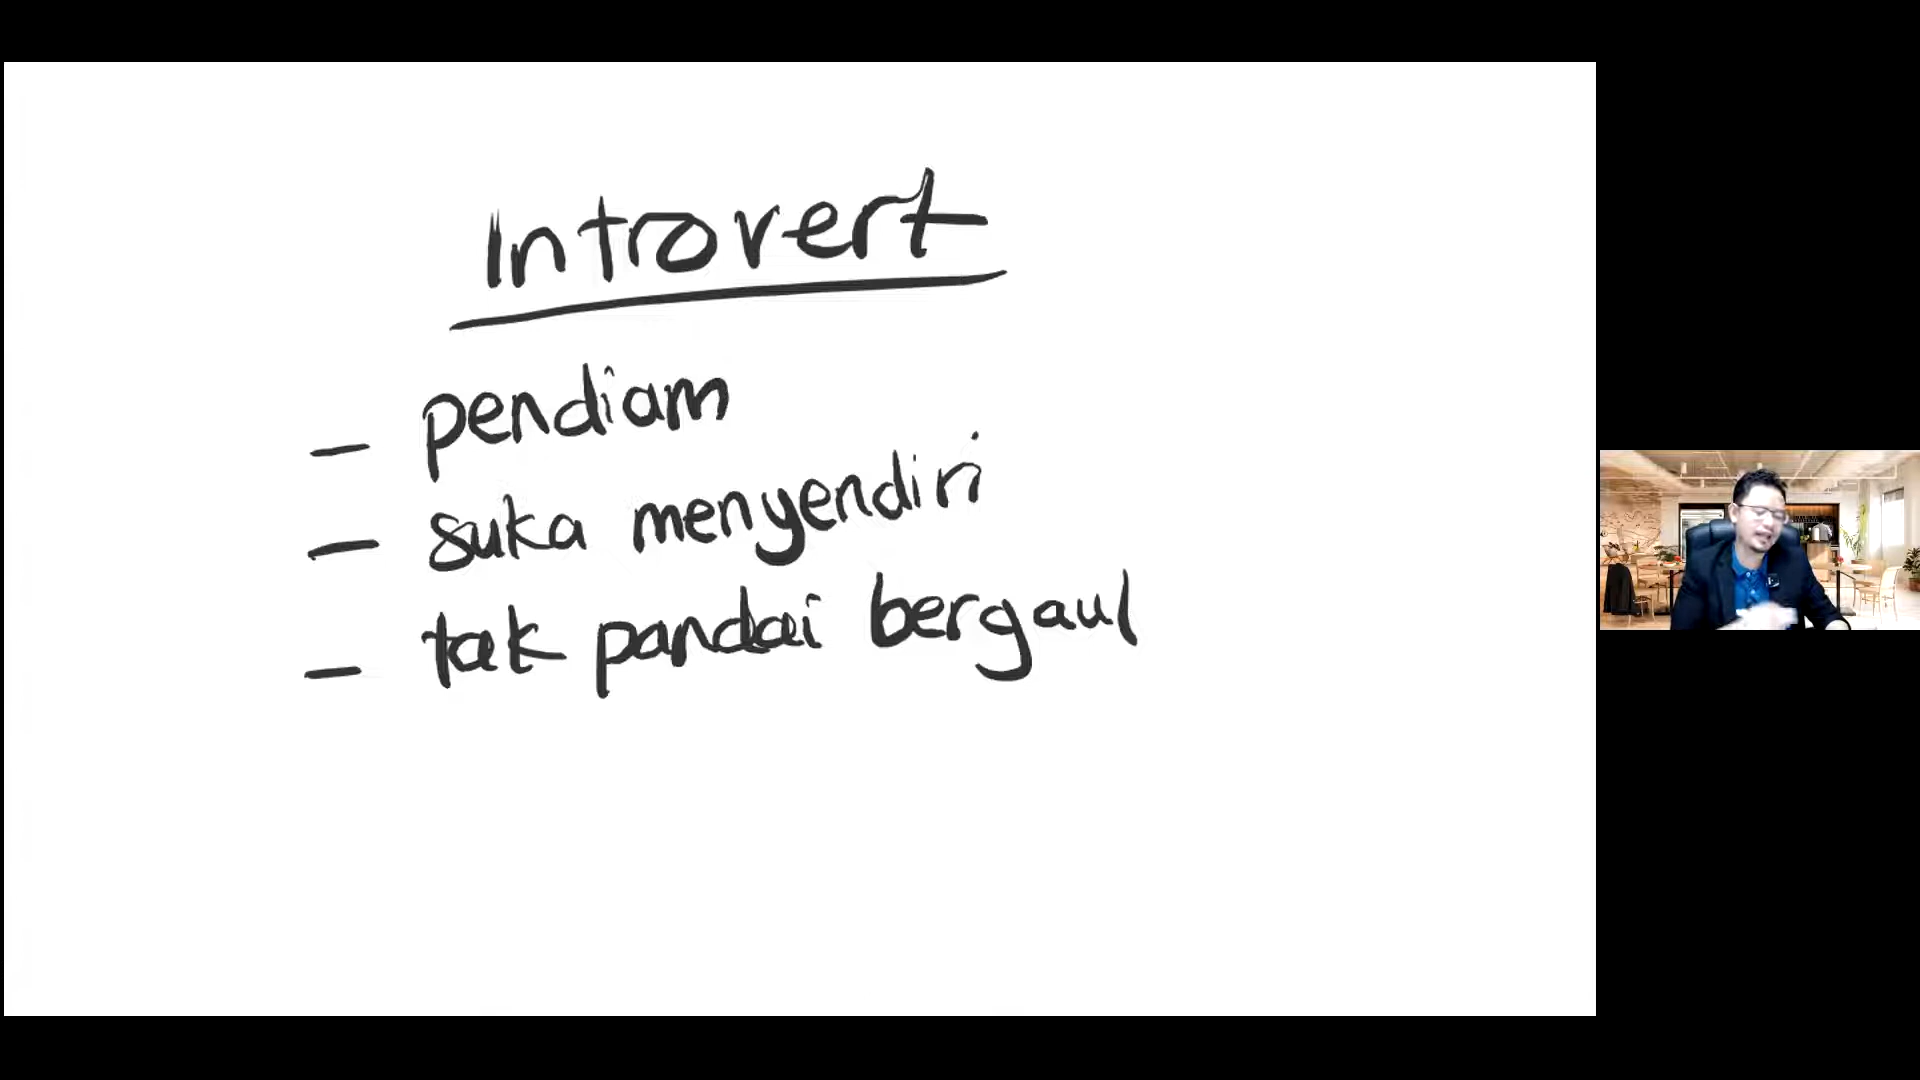 Introvert
- pendiam
- suka menyendiri
- tak pandai bergaul